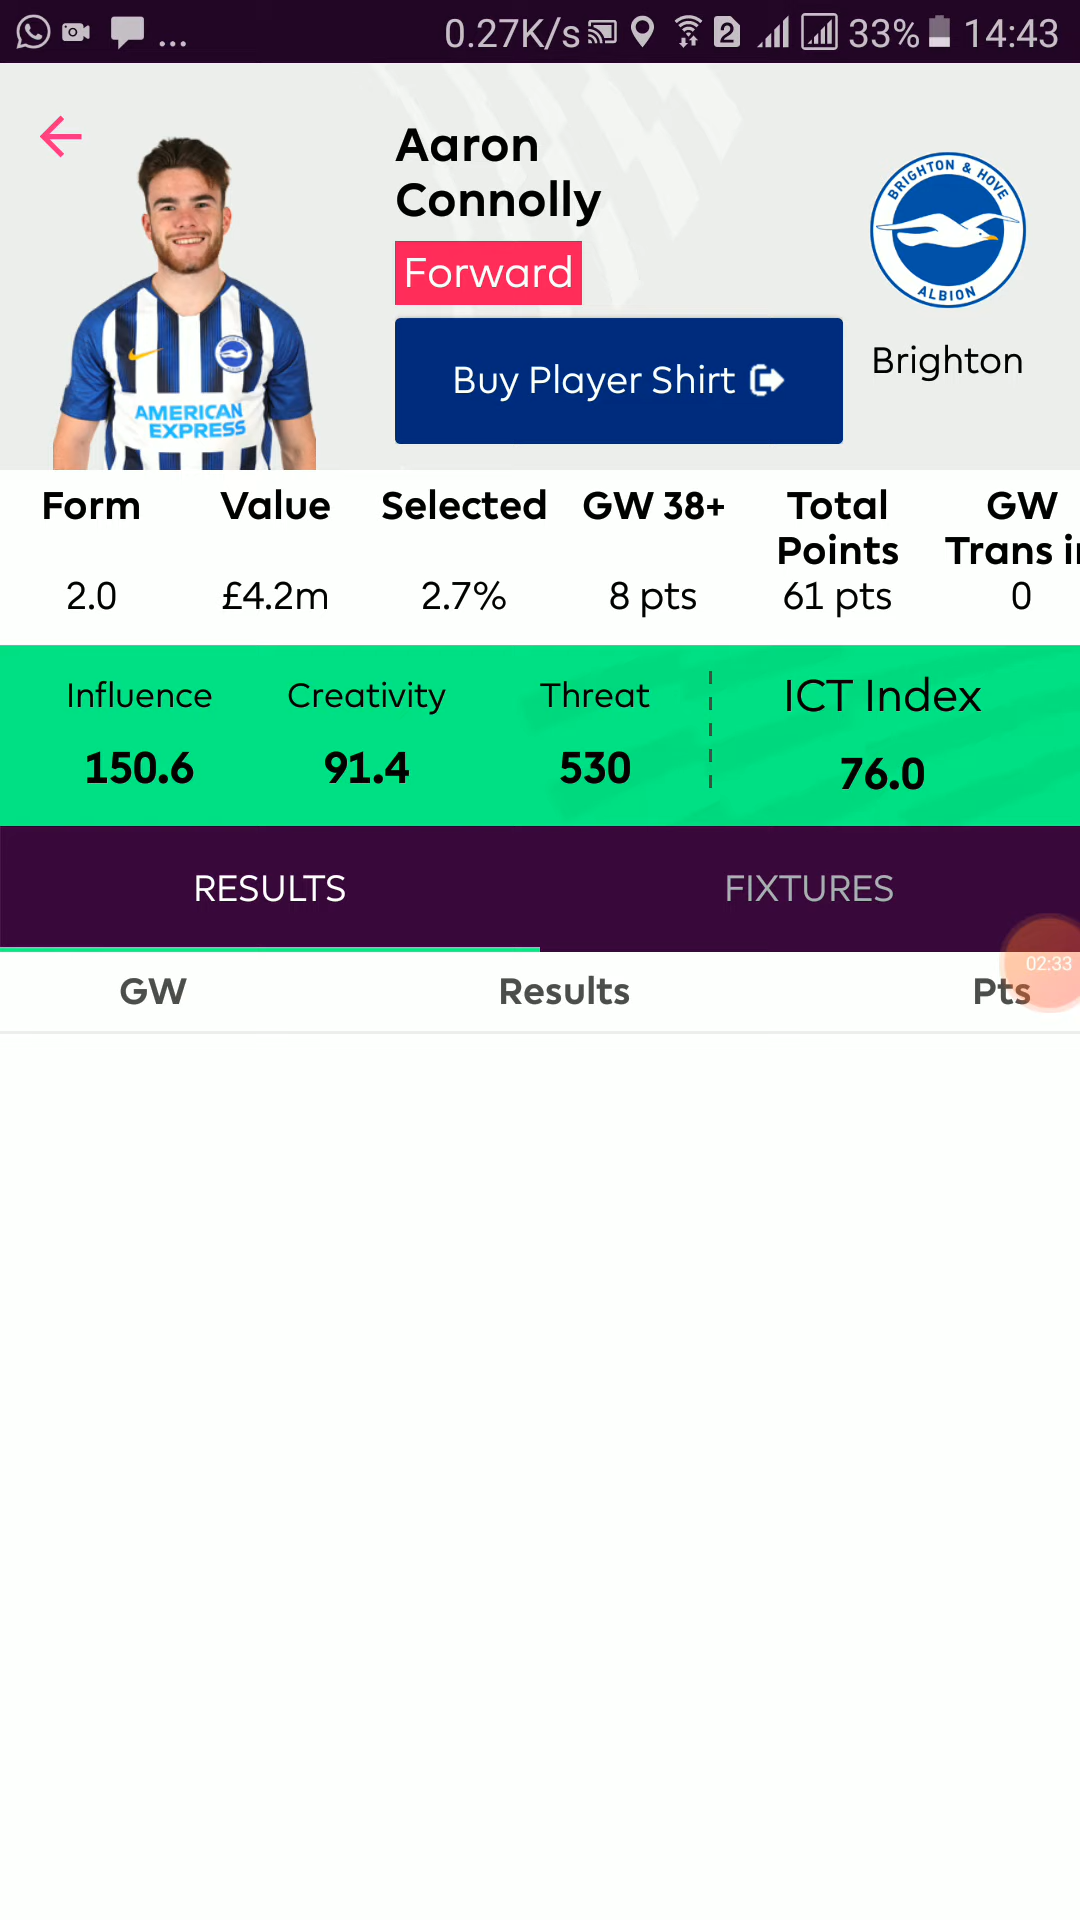 ... 0.27K/s 2 33% 14:43
Aaron
Connolly
Forward
Buy Player Shirt
BRIGHTON & HOVE
ALBION
Brighton
AMERICAN
EXPRESS
Form Value Selected GW 38+ Total GW
Points Trans in
2.0 £4.2m 2.7% 8 pts 61 pts 0
Influence Creativity Threat ICT Index
150.6 91.4 530 76.0
RESULTS FIXTURES
02:33
GW Results Pts